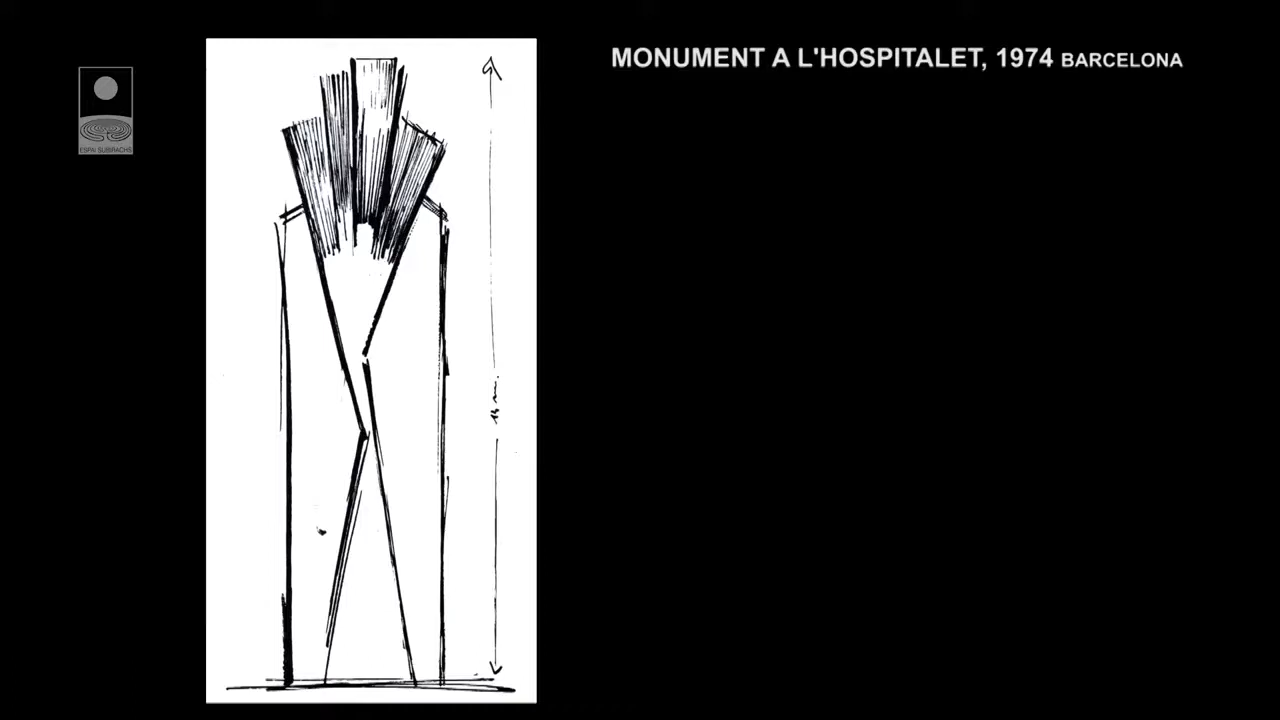 MONUMENT A L'HOSPITALET, 1974 BARCELONA
ESPAI SUBIRACHS